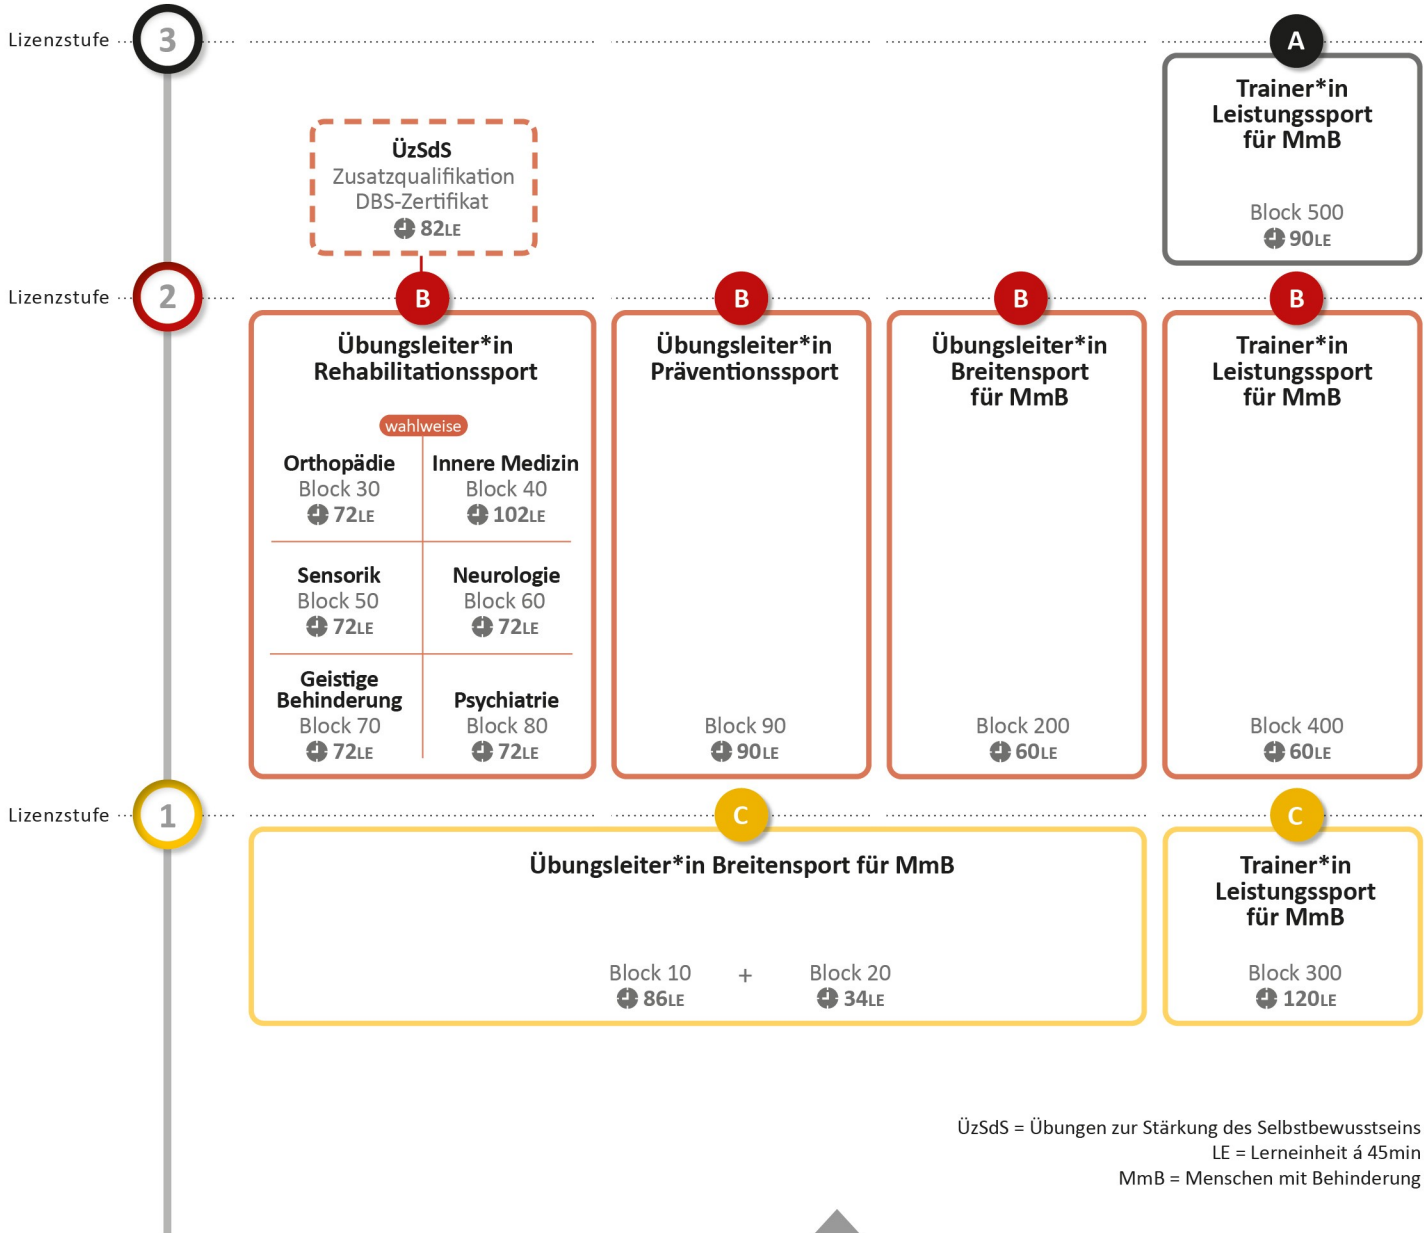 Lizenzstufe
3
A
Trainer*in
Leistungssport
für MmB
Block 500
90LE
ÜzSdS
Zusatzqualifikation
DBS-Zertifikat
82LE
Lizenzstufe
2
B
Übungsleiter*in
Rehabilitationssport
wahlweise
Orthopädie
Block 30
72LE
Innere Medizin
Block 40
102LE
Sensorik
Block 50
72LE
Neurologie
Block 60
72LE
Geistige
Behinderung
Block 70
72LE
Psychiatrie
Block 80
72LE
B
Übungsleiter*in
Präventionssport
Block 90
90LE
B
Übungsleiter*in
Breitensport
für MmB
Block 200
60LE
B
Trainer*in
Leistungssport
für MmB
Block 400
60LE
Lizenzstufe
1
C
Übungsleiter*in Breitensport für MmB
Block 10 + Block 20
86LE 34LE
C
Trainer*in
Leistungssport
für MmB
Block 300
120LE
ÜzSdS = Übungen zur Stärkung des Selbstbewusstseins
LE = Lerneinheit á 45min
MmB = Menschen mit Behinderung